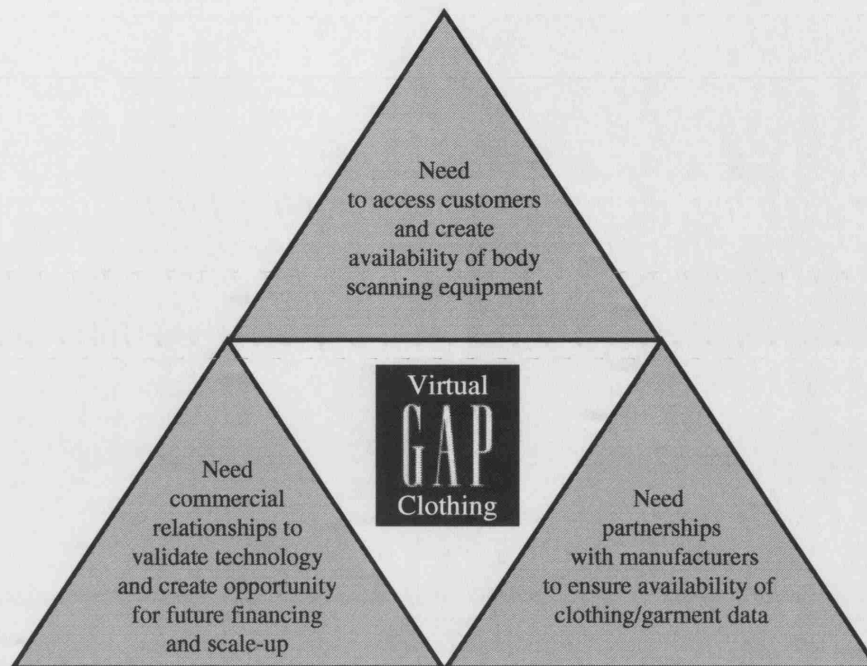 Need
to access customers
and create
availability of body
scanning equipment
Virtual
GAP
Clothing
Need
commercial
relationships to
validate technology
and create opportunity
for future financing
and scale-up
Need
partnerships
with manufacturers
to ensure availability of
clothing/garment data